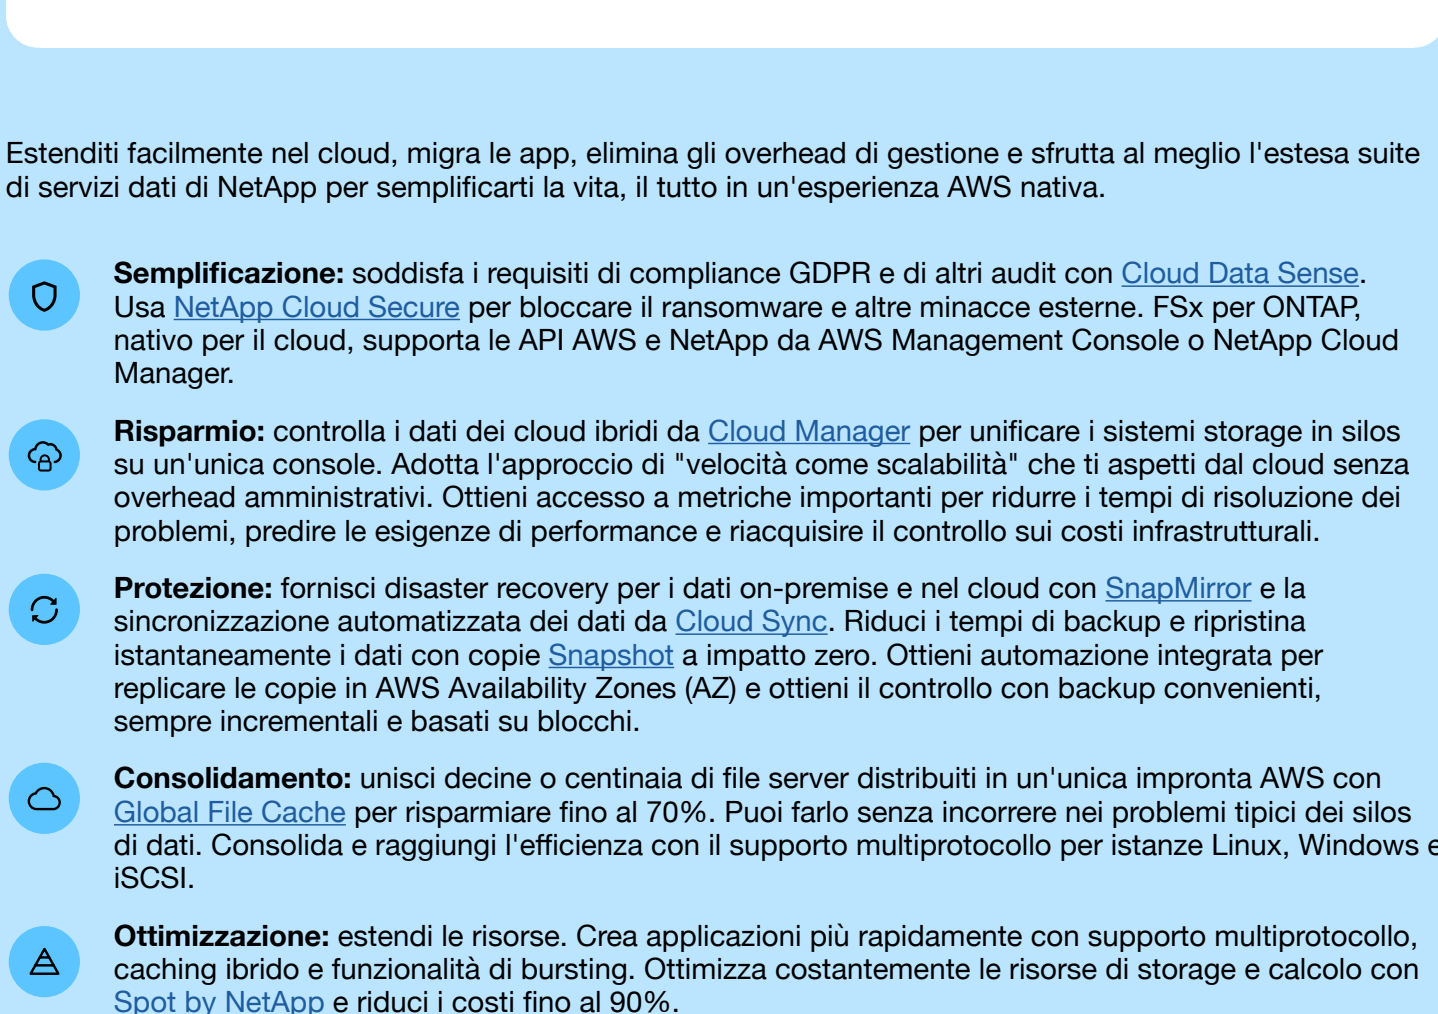 Estenditi facilmente nel cloud, migra le app, elimina gli overhead di gestione e sfrutta al meglio l'estesa suite
di servizi dati di NetApp per semplificarti la vita, il tutto in un'esperienza AWS nativa.
Semplificazione: soddisfa i requisiti di compliance GDPR e di altri audit con Cloud Data Sense.
Usa NetApp Cloud Secure per bloccare il ransomware e altre minacce esterne. FSx per ONTAP,
nativo per il cloud, supporta le API AWS e NetApp da AWS Management Console o NetApp Cloud
Manager.
Risparmio: controlla i dati dei cloud ibridi da Cloud Manager per unificare i sistemi storage in silos
su un'unica console. Adotta l'approccio di "velocità come scalabilità" che ti aspetti dal cloud senza
overhead amministrativi. Ottieni accesso a metriche importanti per ridurre i tempi di risoluzione dei
problemi, predire le esigenze di performance e riacquisire il controllo sui costi infrastrutturali.
Protezione: fornisci disaster recovery per i dati on-premise e nel cloud con SnapMirror e la
sincronizzazione automatizzata dei dati da Cloud Sync. Riduci i tempi di backup e ripristina
istantaneamente i dati con copie Snapshot a impatto zero. Ottieni automazione integrata per
replicare le copie in AWS Availability Zones (AZ) e ottieni il controllo con backup convenienti,
sempre incrementali e basati su blocchi.
Consolidamento: unisci decine o centinaia di file server distribuiti in un'unica impronta AWS con
Global File Cache per risparmiare fino al 70%. Puoi farlo senza incorrere nei problemi tipici dei silos
di dati. Consolida e raggiungi l'efficienza con il supporto multiprotocollo per istanze Linux, Windows e
iSCSI.
Ottimizzazione: estendi le risorse. Crea applicazioni più rapidamente con supporto multiprotocollo,
caching ibrido e funzionalità di bursting. Ottimizza costantemente le risorse di storage e calcolo con
Spot by NetApp e riduci i costi fino al 90%.